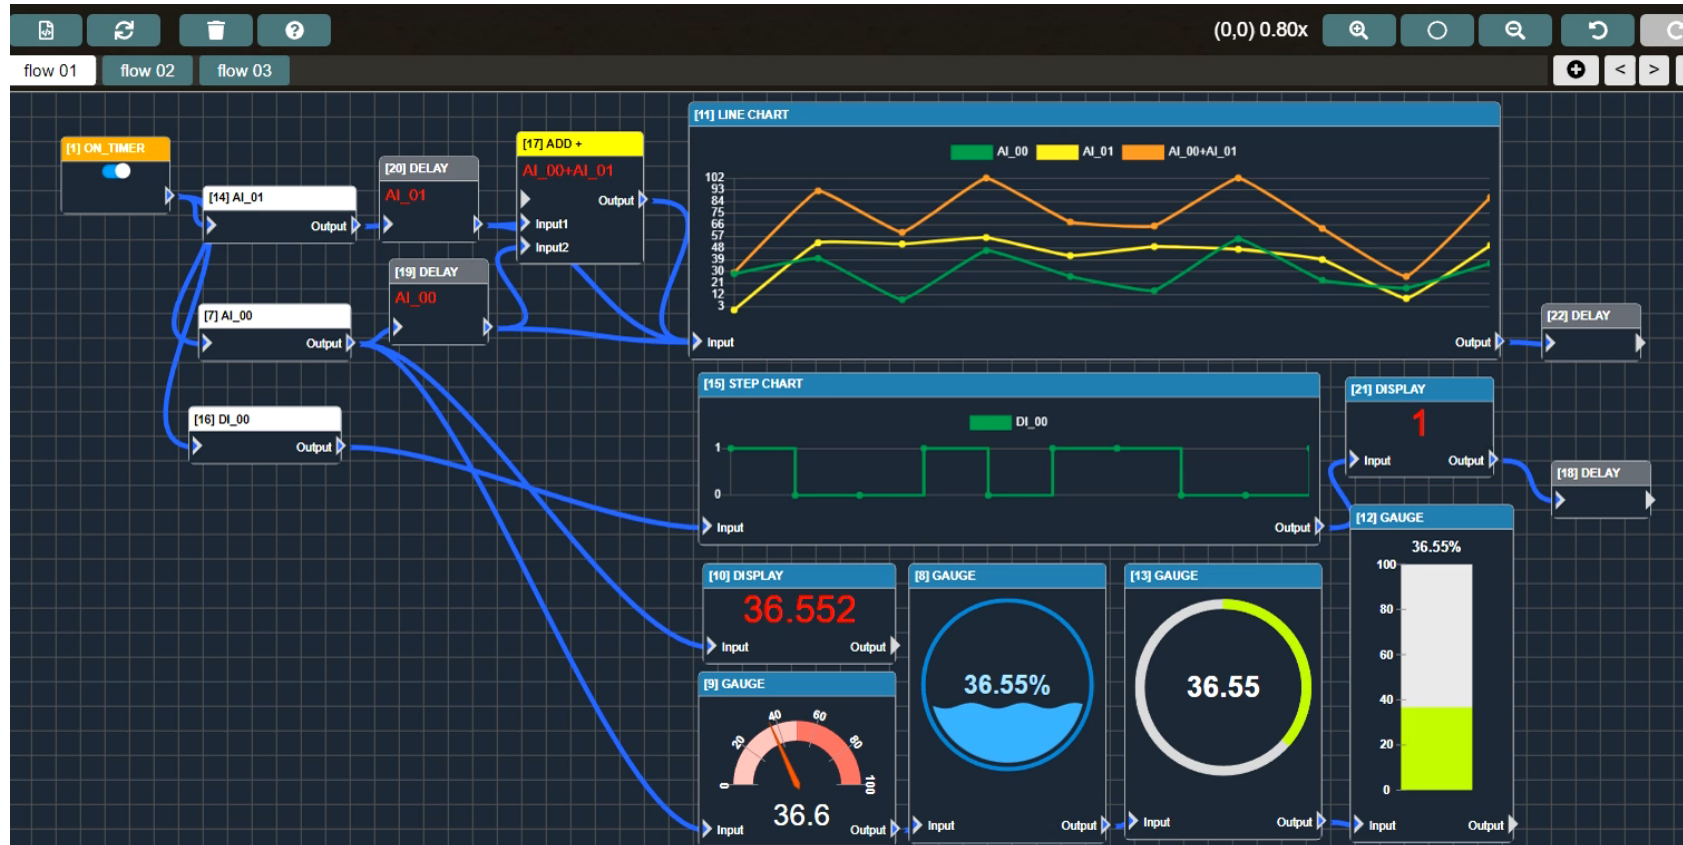 (0,0) 0.80x
flow 01
flow 02
flow 03
< >
[1] ON_TIMER
[14] AI_01
Output
[20] DELAY
AI_01
[17] ADD +
AI_00+AI_01
Output
Input1
Input2
[19] DELAY
AI_00
[7] AI_00
Output
[16] DI_00
Output
[11] LINE CHART
AI_00 AI_01 AI_00+AI_01
102
93
84
75
66
57
48
39
30
21
12
3
Input
Output
[22] DELAY
[15] STEP CHART
DI_00
1
0
Input
Output
[21] DISPLAY
1
Input
Output
[18] DELAY
[10] DISPLAY
36.552
Input
Output
[9] GAUGE
0
20
40
60
80
100
36.6
Input
Output
[8] GAUGE
36.55%
Input
Output
[13] GAUGE
36.55
Input
Output
[12] GAUGE
36.55%
100
80
60
40
20
0
Input
Output